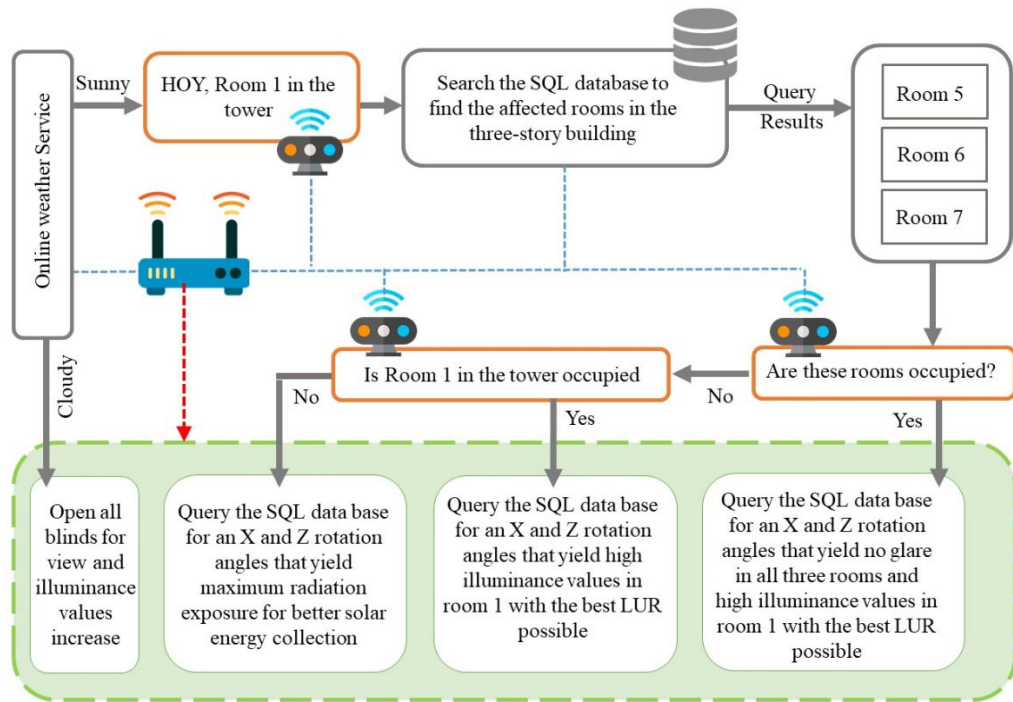 Online weather Service
Sunny
HOY, Room 1 in the
tower
Search the SQL database to
find the affected rooms in the
three-story building
Query
Results
Room 5
Room 6
Room 7
Cloudy
Is Room 1 in the tower occupied
Are these rooms occupied?
No
No
Yes
Yes
Open all
blinds for
view and
illuminance
values
increase
Query the SQL data base
for an X and Z rotation
angles that yield
maximum radiation
exposure for better solar
energy collection
Query the SQL data base
for an X and Z rotation
angles that yield high
illuminance values in
room 1 with the best LUR
possible
Query the SQL data base
for an X and Z rotation
angles that yield no glare
in all three rooms and
high illuminance values in
room 1 with the best LUR
possible